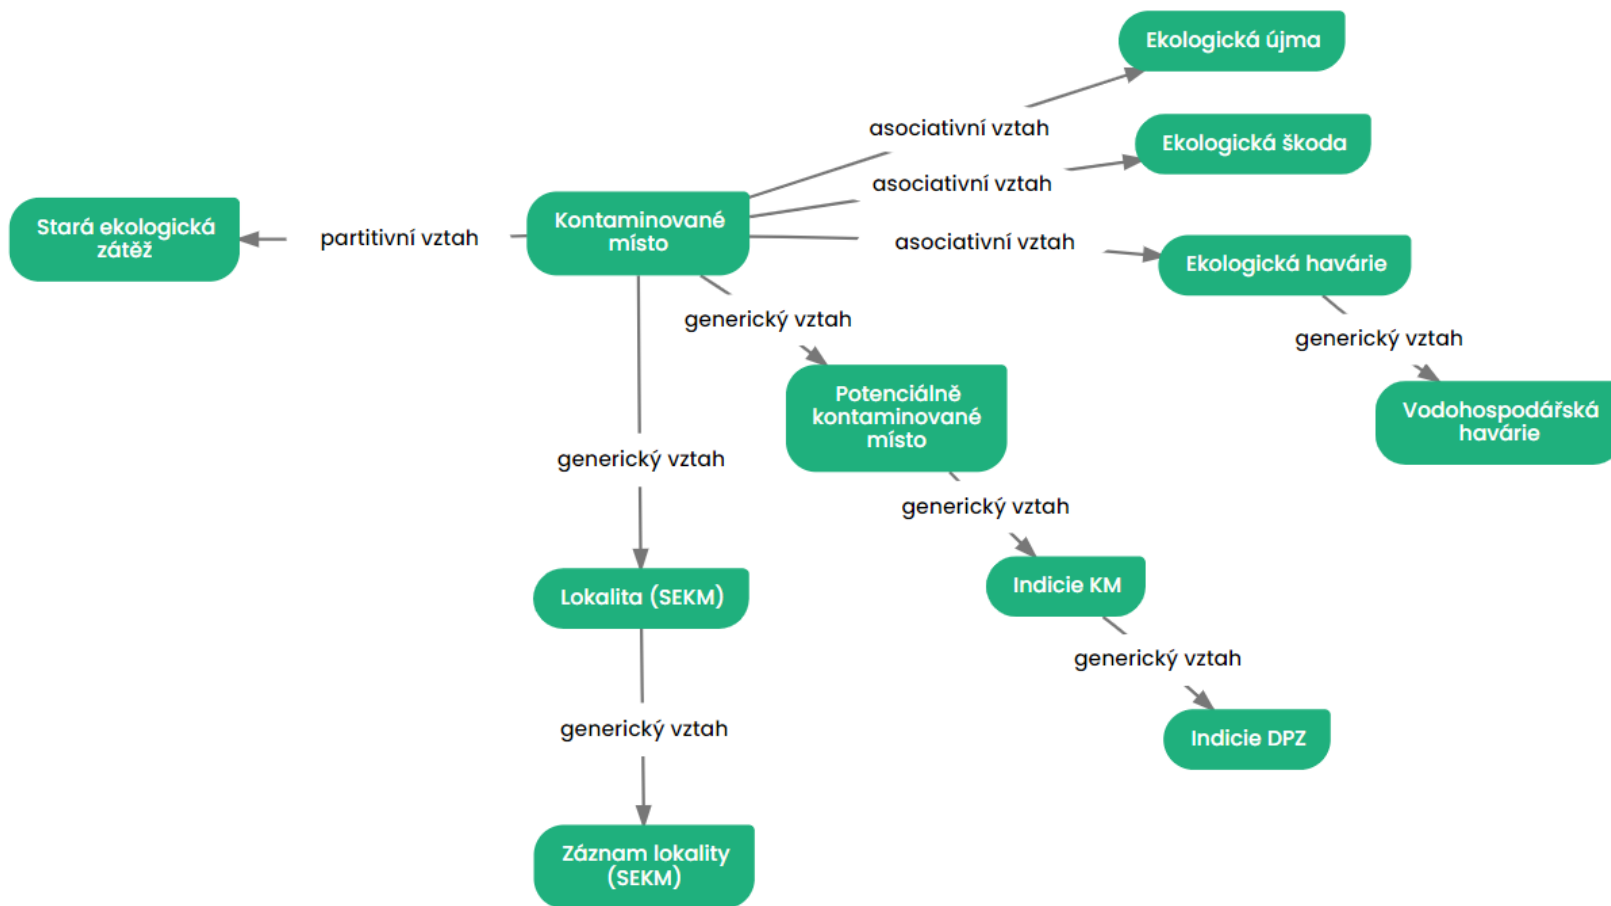 Ekologická újma
asociativní vztah
Ekologická škoda
asociativní vztah
Stará ekologická
zátěž
partitivní vztah
Kontaminované
místo
asociativní vztah
Ekologická havárie
generický vztah
generický vztah
Potenciálně
kontaminované
místo
Vodohospodářská
havárie
generický vztah
generický vztah
Indicie KM
Lokalita (SEKM)
generický vztah
generický vztah
Indicie DPZ
Záznam lokality
(SEKM)